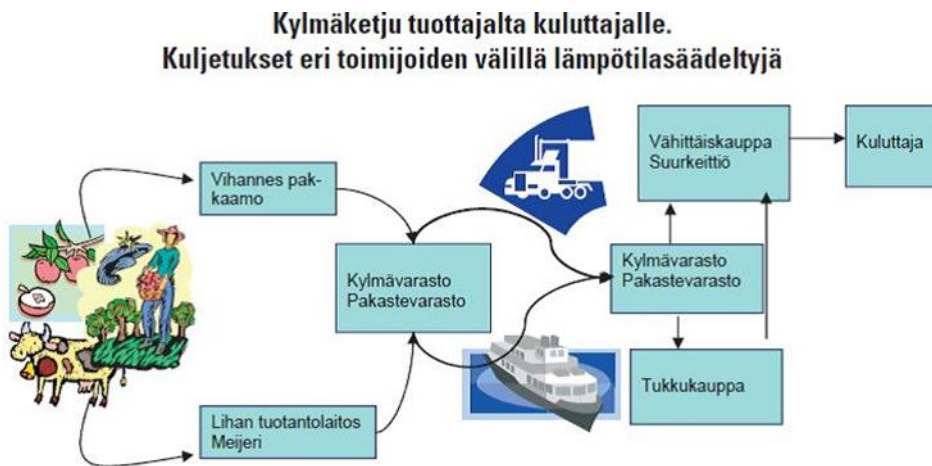 Kylmäketju tuottajalta kuluttajalle.
Kuljetukset eri toimijoiden välillä lämpötilasäädeltyjä
Vihannes pak-
kaamo
Lihan tuotantolaitos
Meijeri
Kylmävarasto
Pakastevarasto
Kylmävarasto
Pakastevarasto
Tukkukauppa
Vähittäiskauppa
Suurkeittiö
Kuluttaja